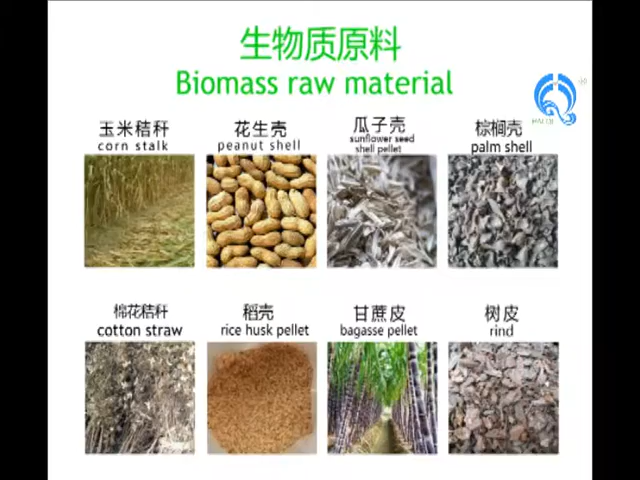 生物质原料
Biomass raw material
玉米秸秆
corn stalk
花生壳
peanut shell
瓜子壳
sunflower seed
shell pellet
棕榈壳
palm shell
棉花秸秆
cotton straw
稻壳
rice husk pellet
甘蔗皮
bagasse pellet
树皮
rind